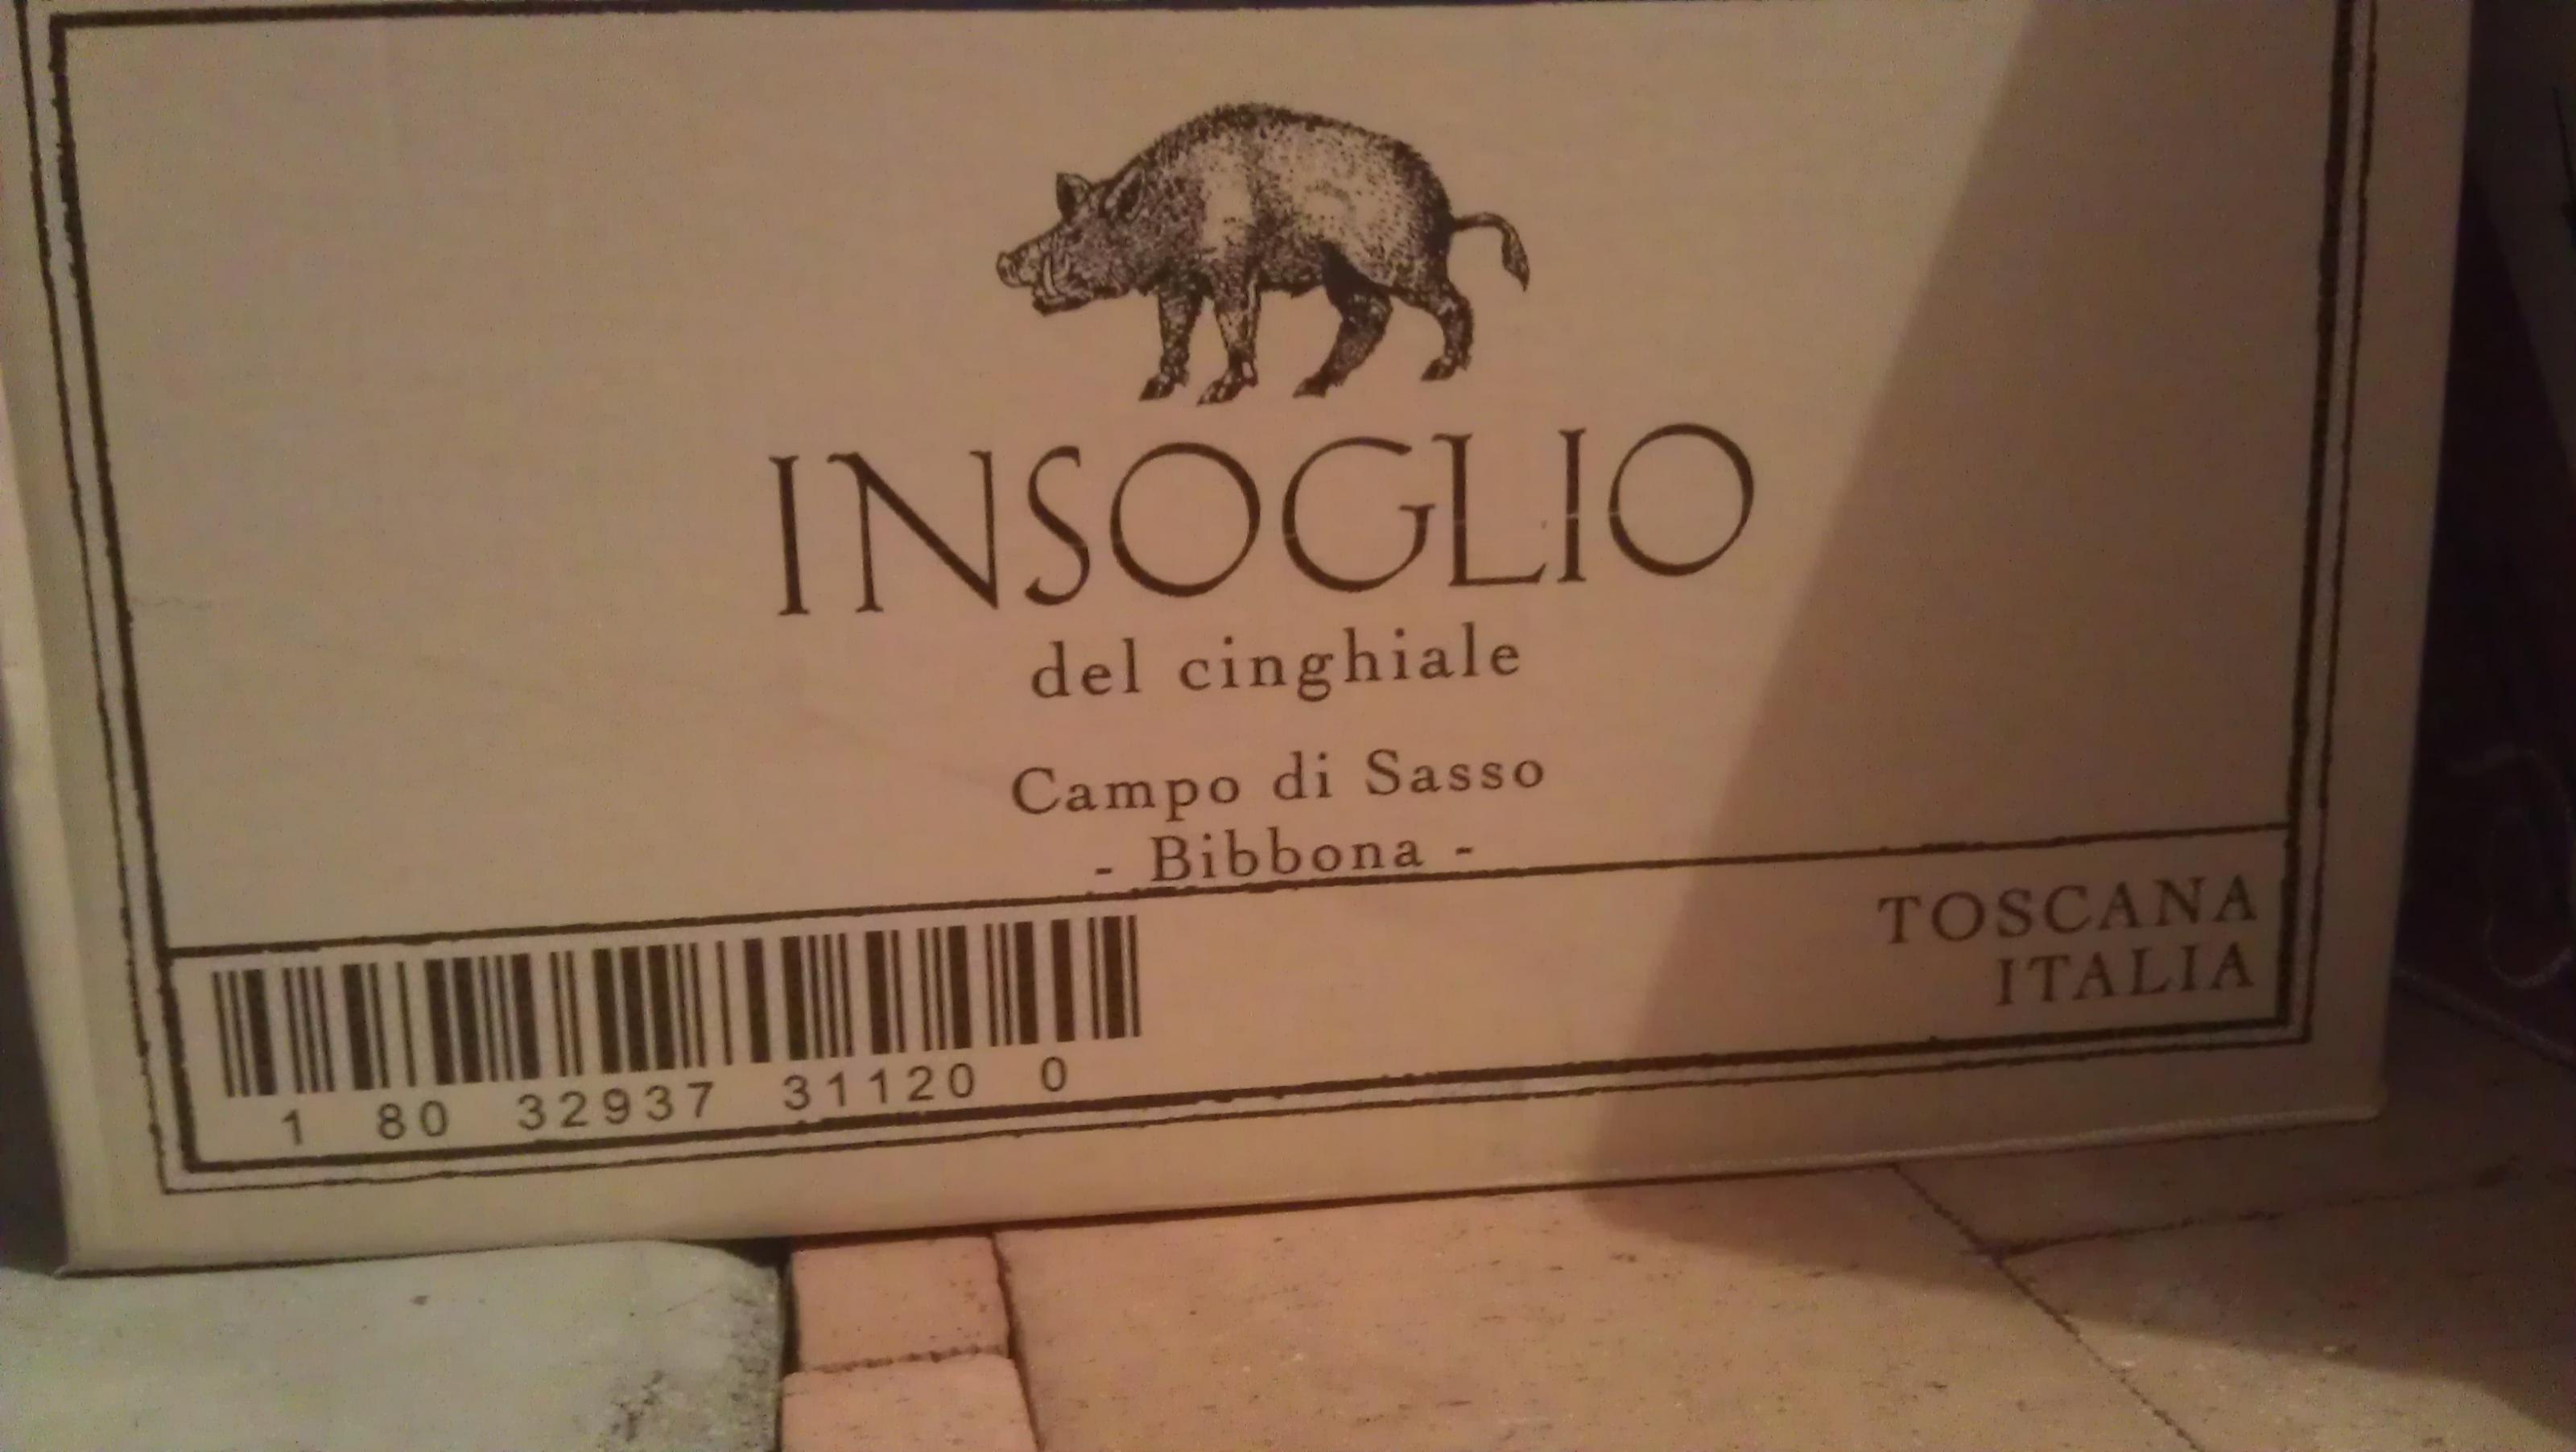 INSOGLIO
del cinghiale
Campo di Sasso
- Bibbona -
TOSCANA
ITALIA
1 80 32937 31120 0